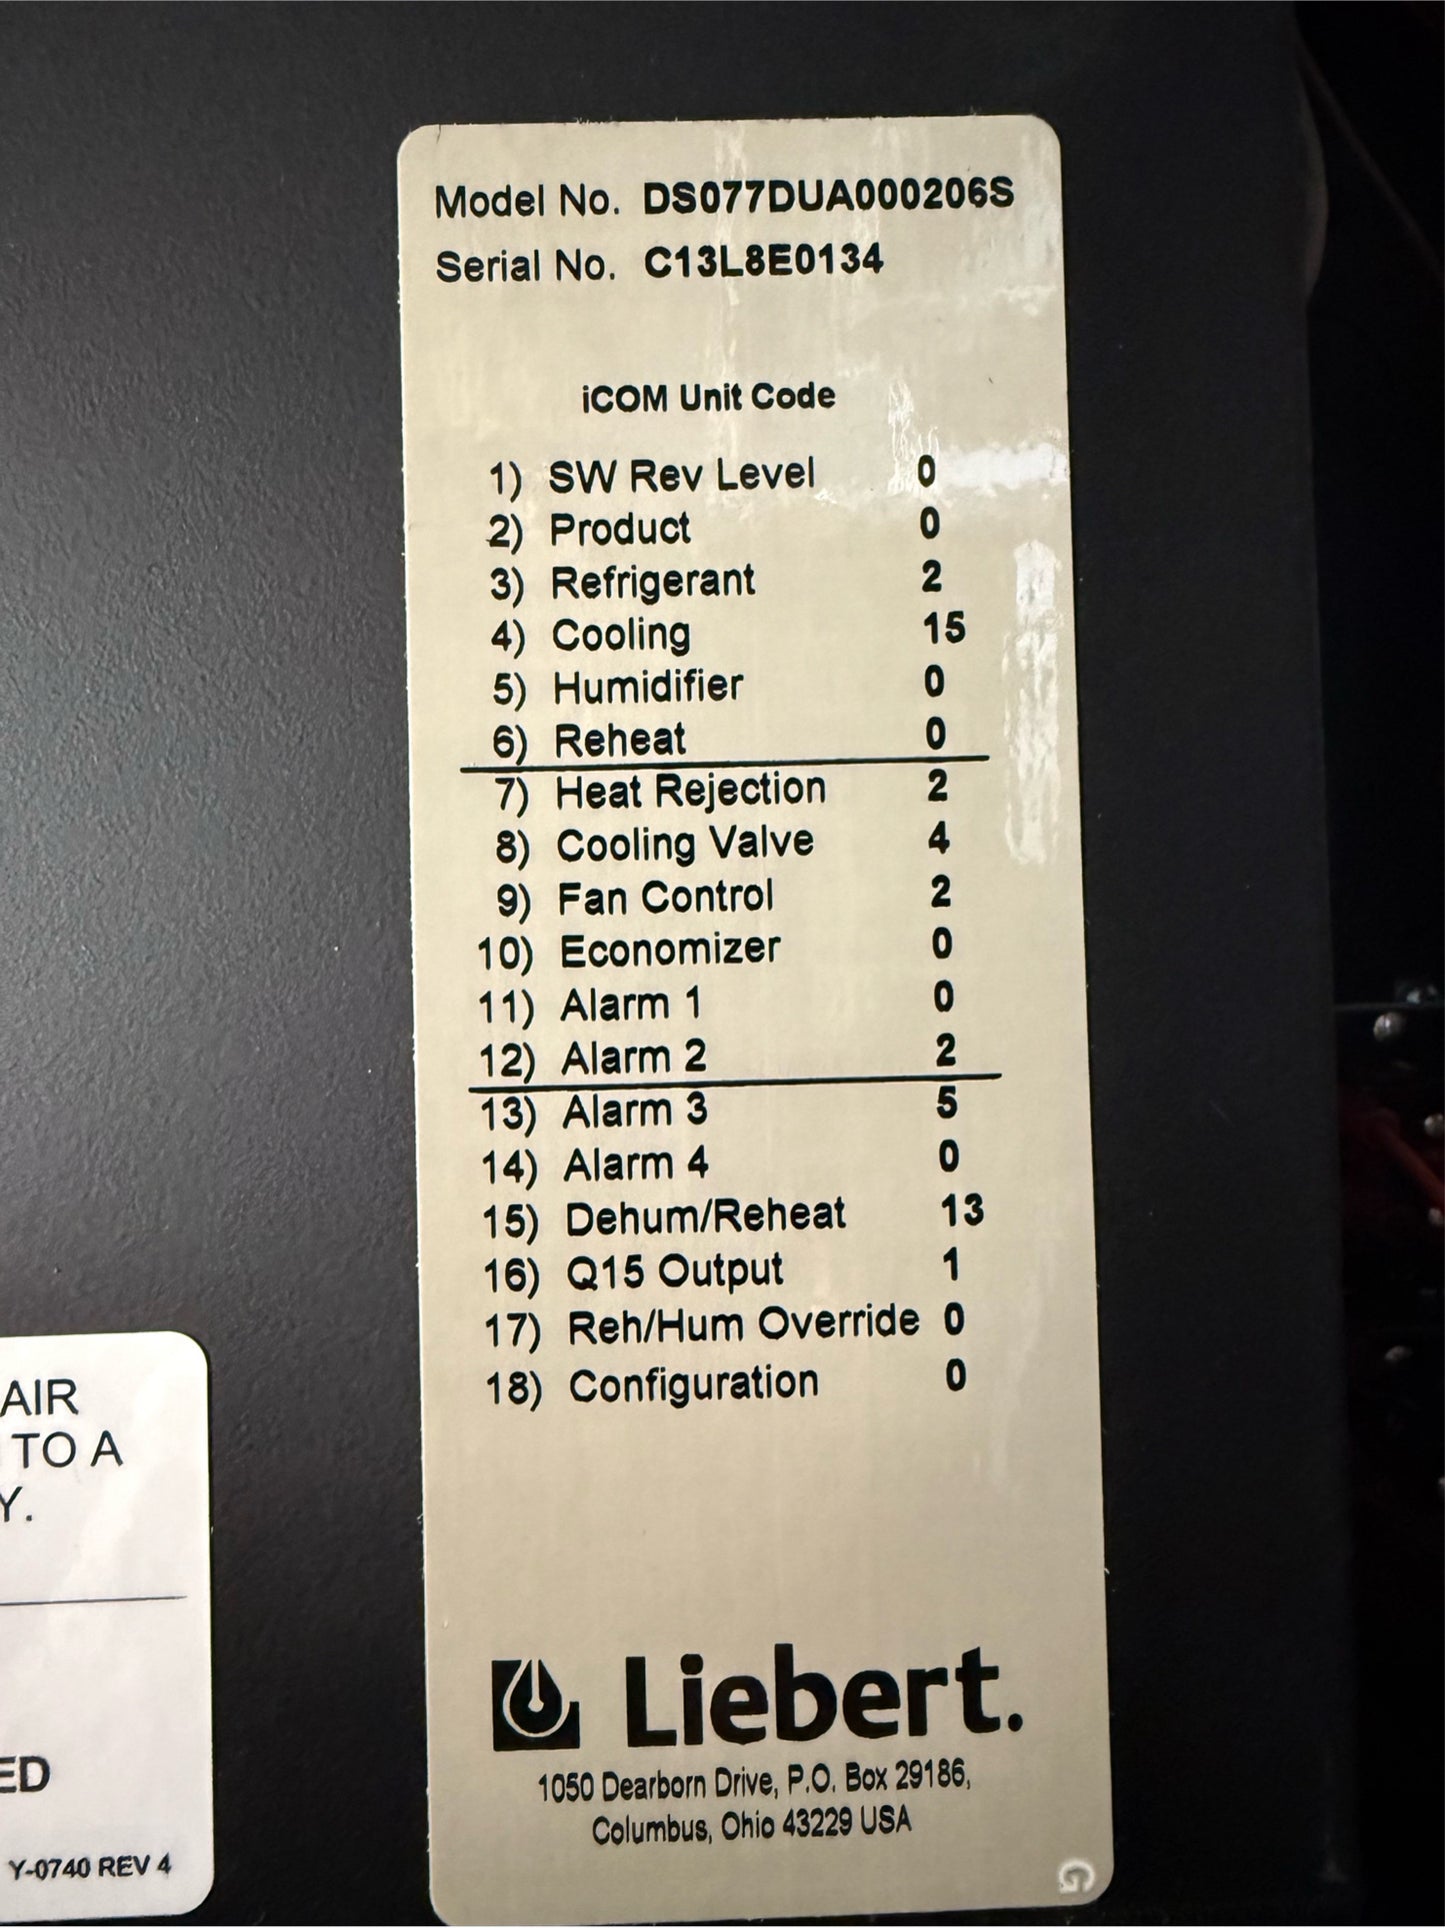 Model No. DS077DUA000206S
Serial No. C13L8E0134
iCOM Unit Code
1) SW Rev Level 0
2) Product 0
3) Refrigerant 2
4) Cooling 15
5) Humidifier 0
6) Reheat 0
7) Heat Rejection 2
8) Cooling Valve 4
9) Fan Control 2
10) Economizer 0
11) Alarm 1 0
12) Alarm 2 2
13) Alarm 3 5
14) Alarm 4 0
15) Dehum/Reheat 13
16) Q15 Output 1
17) Reh/Hum Override 0
18) Configuration 0
Liebert.
1050 Dearborn Drive, P.O. Box 29186,
Columbus, Ohio 43229 USA
G
AIR
TO A
Y.
ED
Y-0740 REV 4